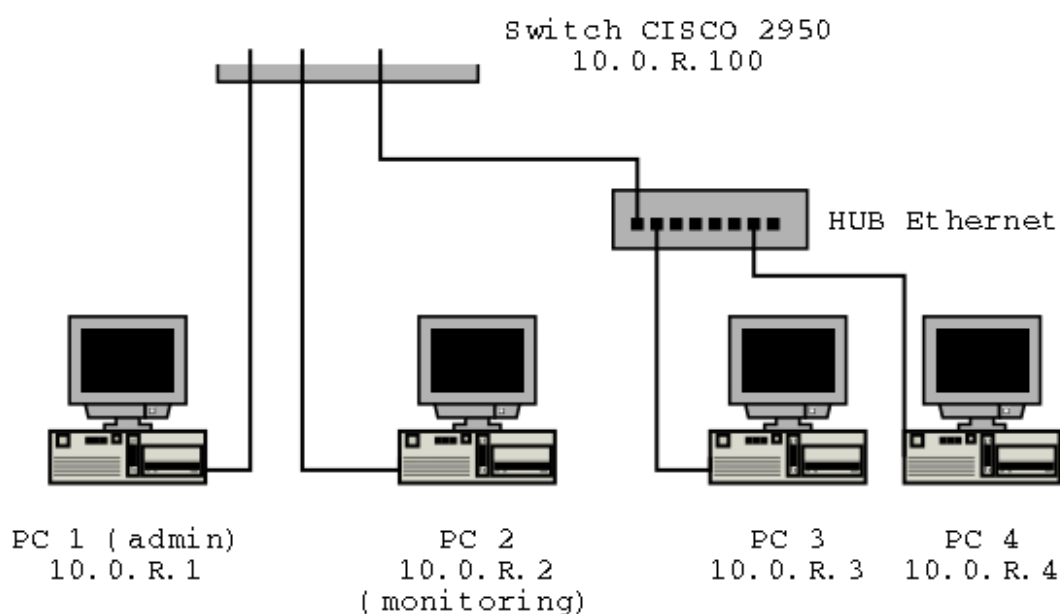 Switch CISCO 2950
10.0.R.100
HUB Ethernet
PC 1 (admin)
10.0.R.1
PC 2
10.0.R.2
(monitoring)
PC 3
10.0.R.3
PC 4
10.0.R.4